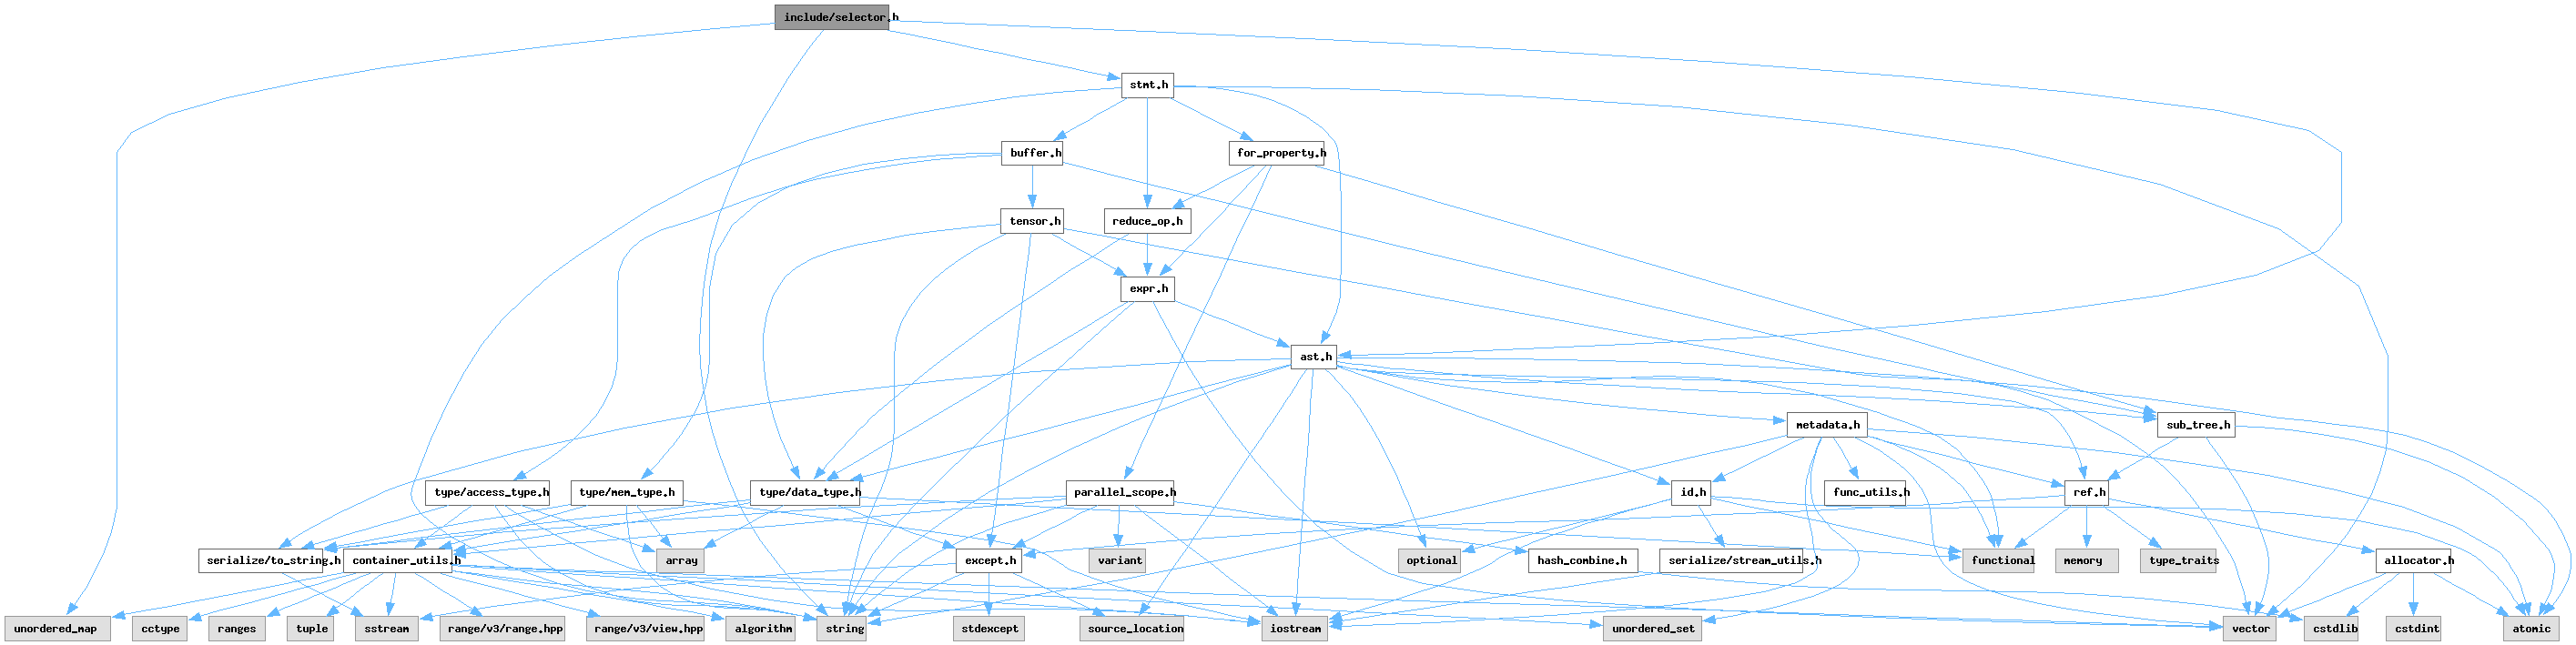 include/selector.h
stmt.h
buffer.h
for_property.h
tensor.h
reduce_op.h
expr.h
ast.h
metadata.h
sub_tree.h
type/access_type.h
type/mem_type.h
type/data_type.h
parallel_scope.h
id.h
func_utils.h
ref.h
serialize/to_string.h
container_utils.h
array
except.h
variant
optional
hash_combine.h
serialize/stream_utils.h
functional
memory
type_traits
allocator.h
unordered_map
cctype
ranges
tuple
sstream
range/v3/range.hpp
range/v3/view.hpp
algorithm
string
stdexcept
source_location
iostream
unordered_set
vector
cstdlib
cstdint
atomic